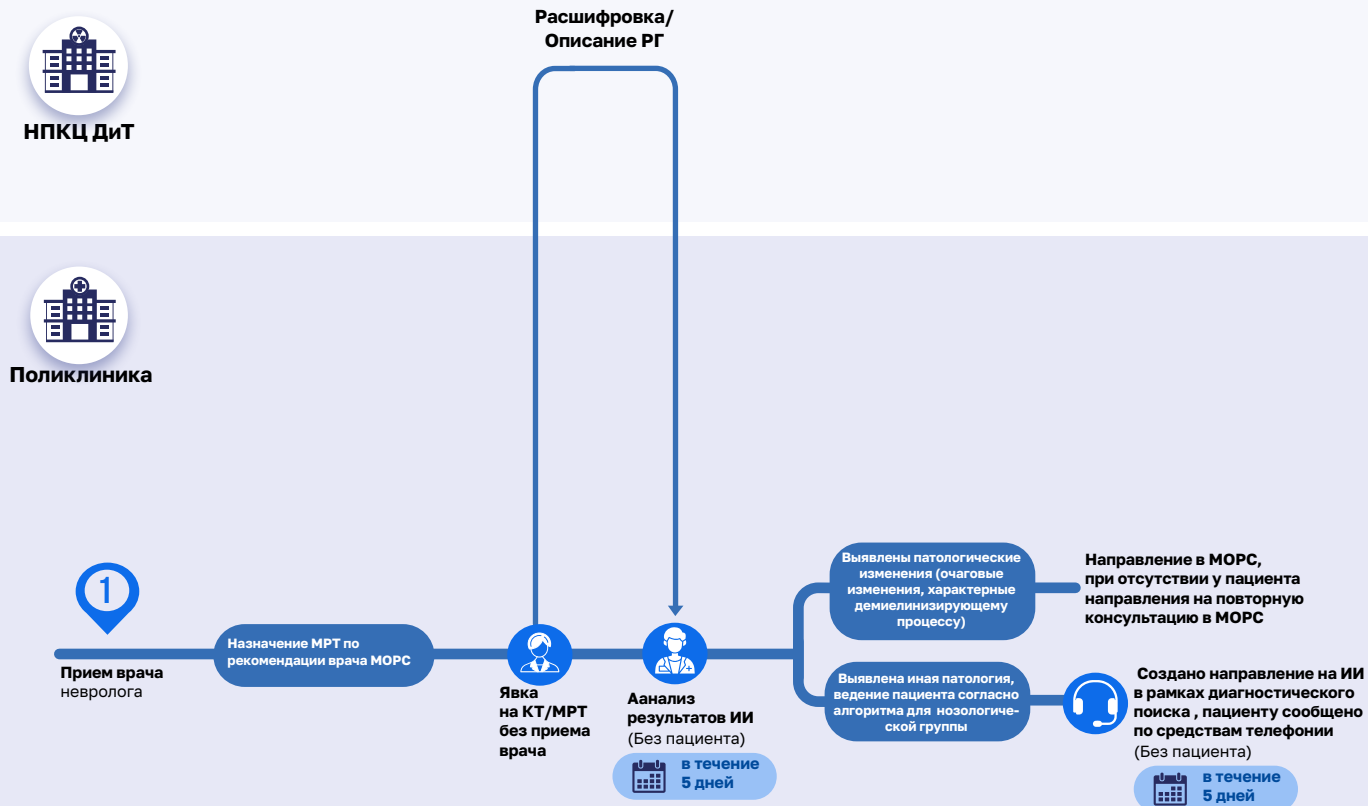 Расшифровка/
Описание РГ
НПКЦ ДиТ
Поликлиника
1
Прием врача
невролога
Назначение МРТ по
рекомендации врача МОРС
Явка
на КТ/МРТ
без приема
врача
Аанализ
результатов ИИ
(Без пациента)
в течение
5 дней
Выявлены патологические
изменения (очаговые
изменения, характерные
демиелинизирующему
процессу)
Направление в МОРС,
при отсутствии у пациента
направления на повторную
консультацию в МОРС
Выявлена иная патология,
ведение пациента согласно
алгоритма для нозологиче-
ской группы
Создано направление на ИИ
в рамках диагностического
поиска , пациенту сообщено
по средствам телефонии
(Без пациента)
в течение
5 дней